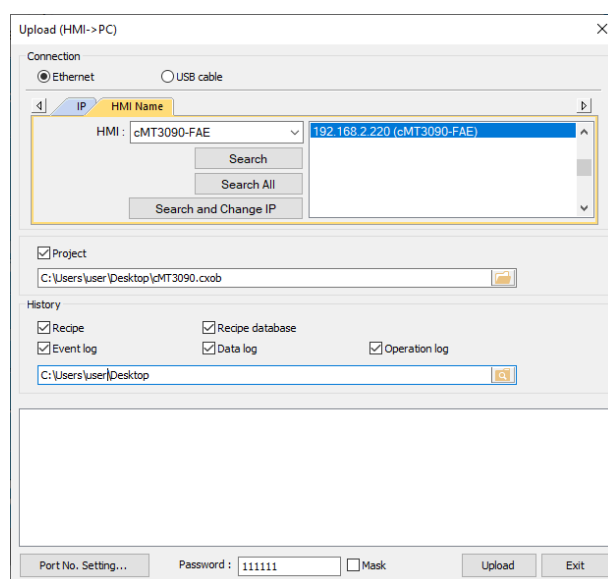 Upload (HMI->PC)
Connection
Ethernet USB cable
IP HMI Name
HMI : cMT3090-FAE 192.168.2.220 (cMT3090-FAE)
Search
Search All
Search and Change IP
Project
C:\Users\user\Desktop\cMT3090.cxob
History
Recipe Recipe database
Event log Data log Operation log
C:\Users\user\Desktop
Port No. Setting... Password : 111111 Mask Upload Exit